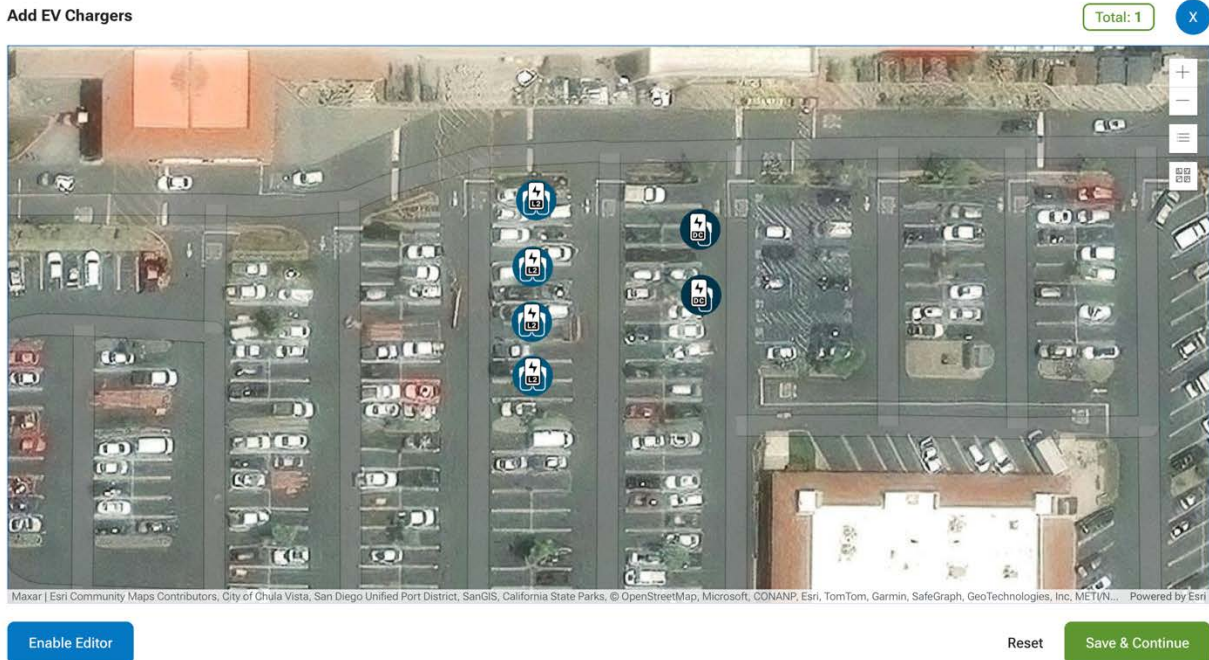 Add EV Chargers
Total: 1
X
L2
DC
L2
DC
L2
L2
Maxar | Esri Community Maps Contributors, City of Chula Vista, San Diego Unified Port District, SanGIS, California State Parks, © OpenStreetMap, Microsoft, CONANP, Esri, TomTom, Garmin, SafeGraph, GeoTechnologies, Inc, METI/N... Powered by Esri
Enable Editor
Reset
Save & Continue